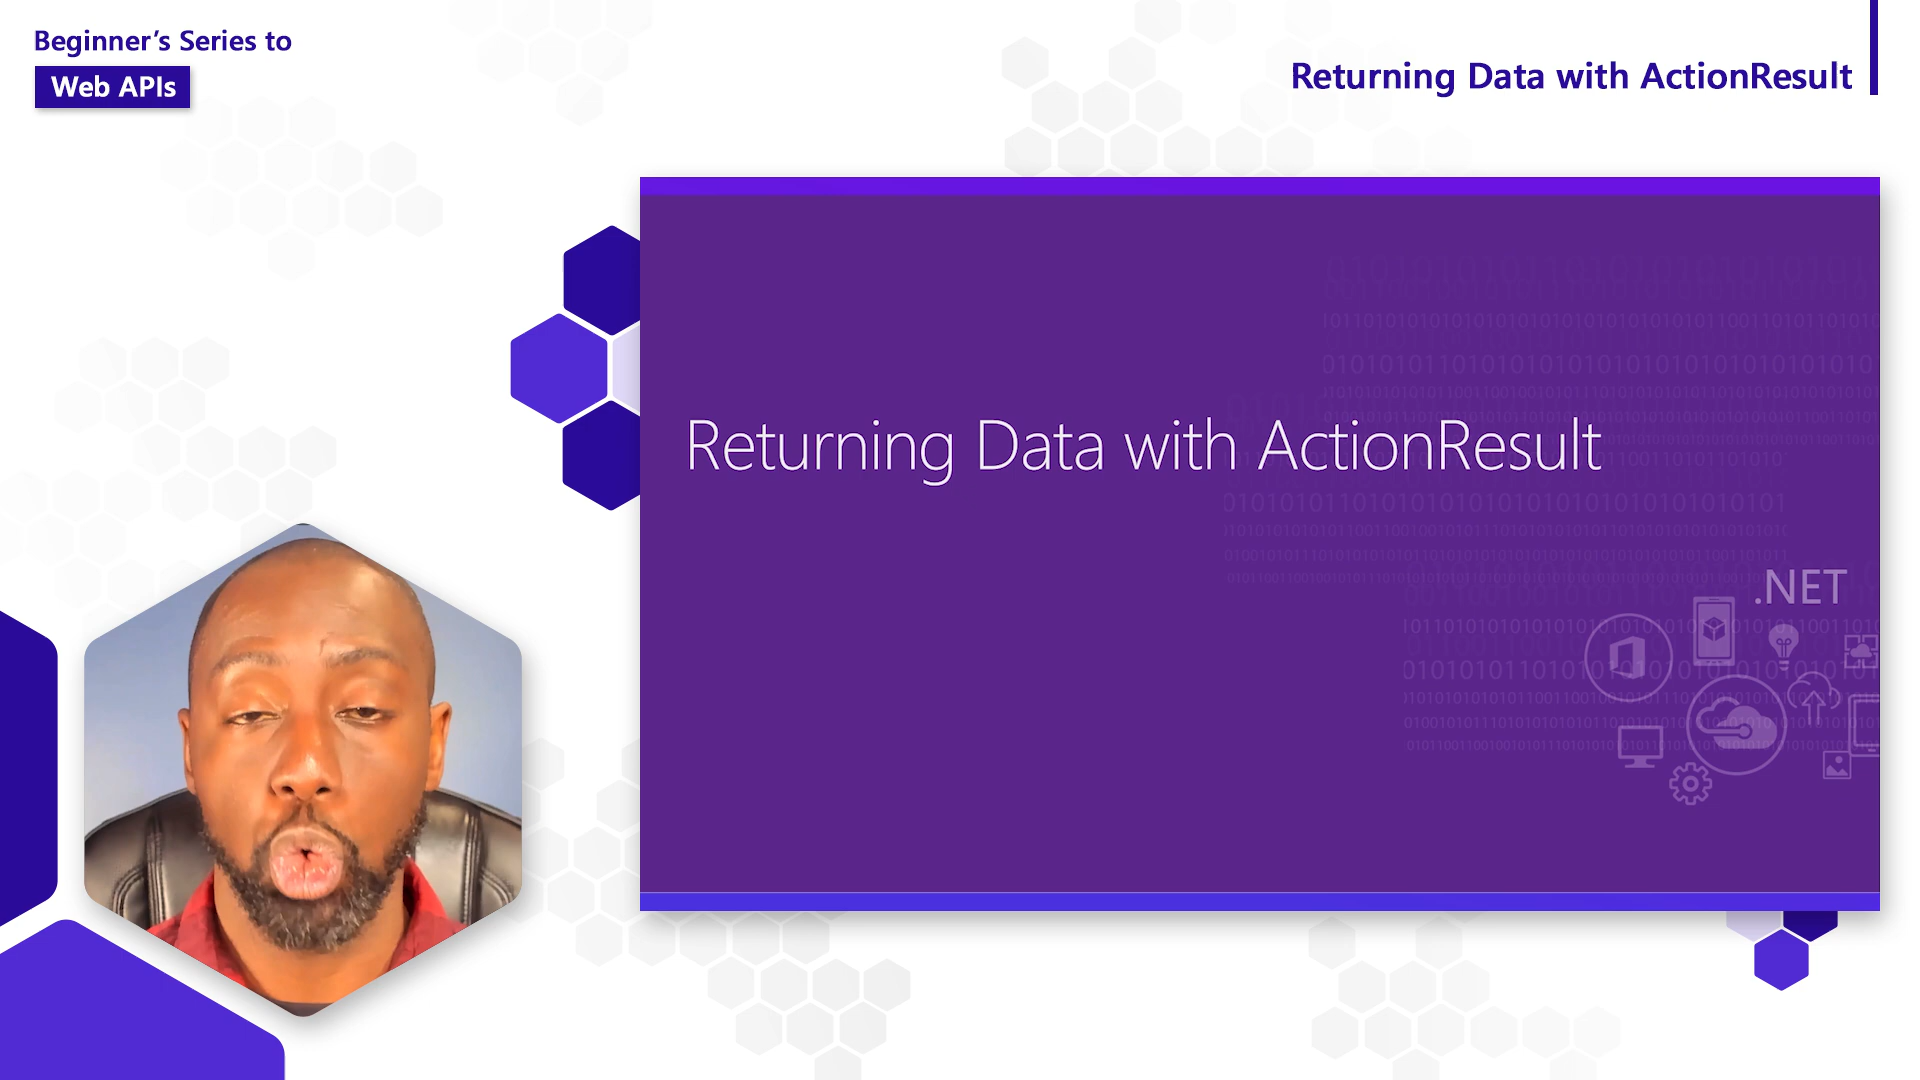 Beginner’s Series to
Web APIs
Returning Data with ActionResult
Returning Data with ActionResult
.NET